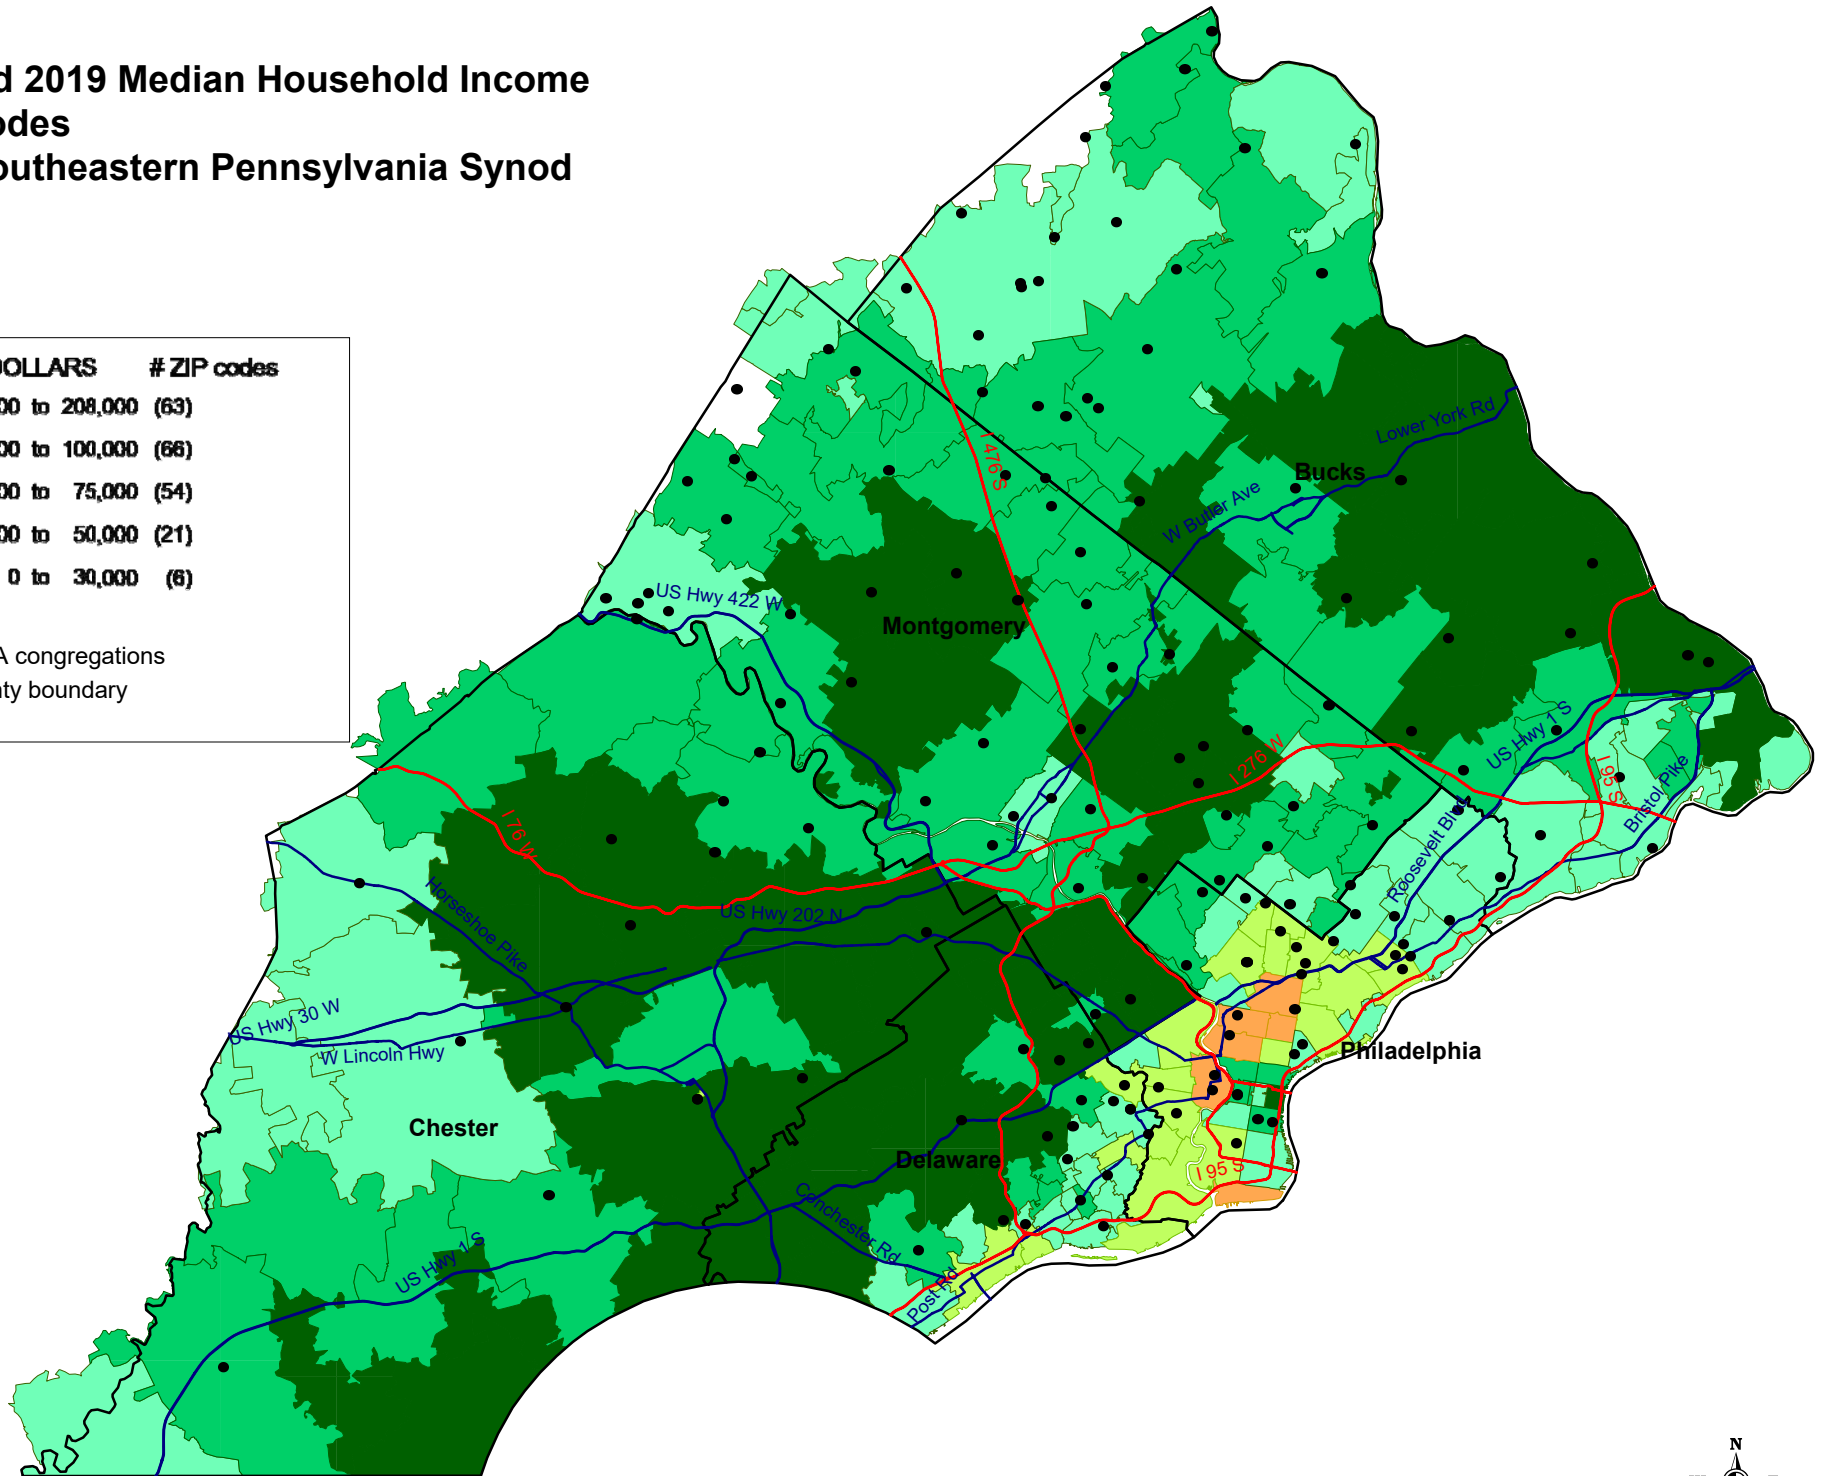 d 2019 Median Household Income
odes
outheastern Pennsylvania Synod
DOLLARS # ZIP codes
00 to 208,000 (63)
00 to 100,000 (66)
00 to 75,000 (54)
00 to 50,000 (21)
0 to 30,000 (6)
A congregations
nty boundary
Lower York Rd
Bucks
I 476 S
W Butler Ave
US Hwy 422 W
Montgomery
US Hwy 1 S
I 276 W
I 95 S
Bristol Pike
I 76 W
Roosevelt Blvd
Horseshoe Pike
US Hwy 202 N
US Hwy 30 W
W Lincoln Hwy
Philadelphia
Chester
Delaware
I 95 S
Conchester Rd
US Hwy 1 S
Post Rd
N